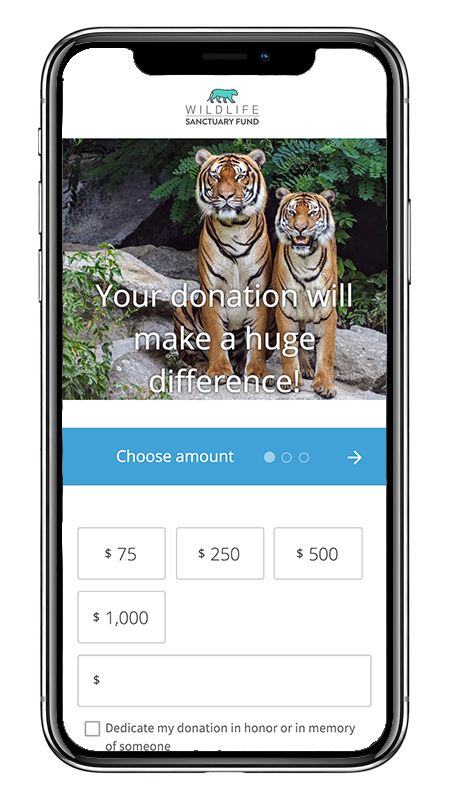 WILDLIFE
SANCTUARY FUND
Your donation will
make a huge
difference!
Choose amount
$ 75
$ 250
$ 500
$ 1,000
$
Dedicate my donation in honor or in memory
of someone